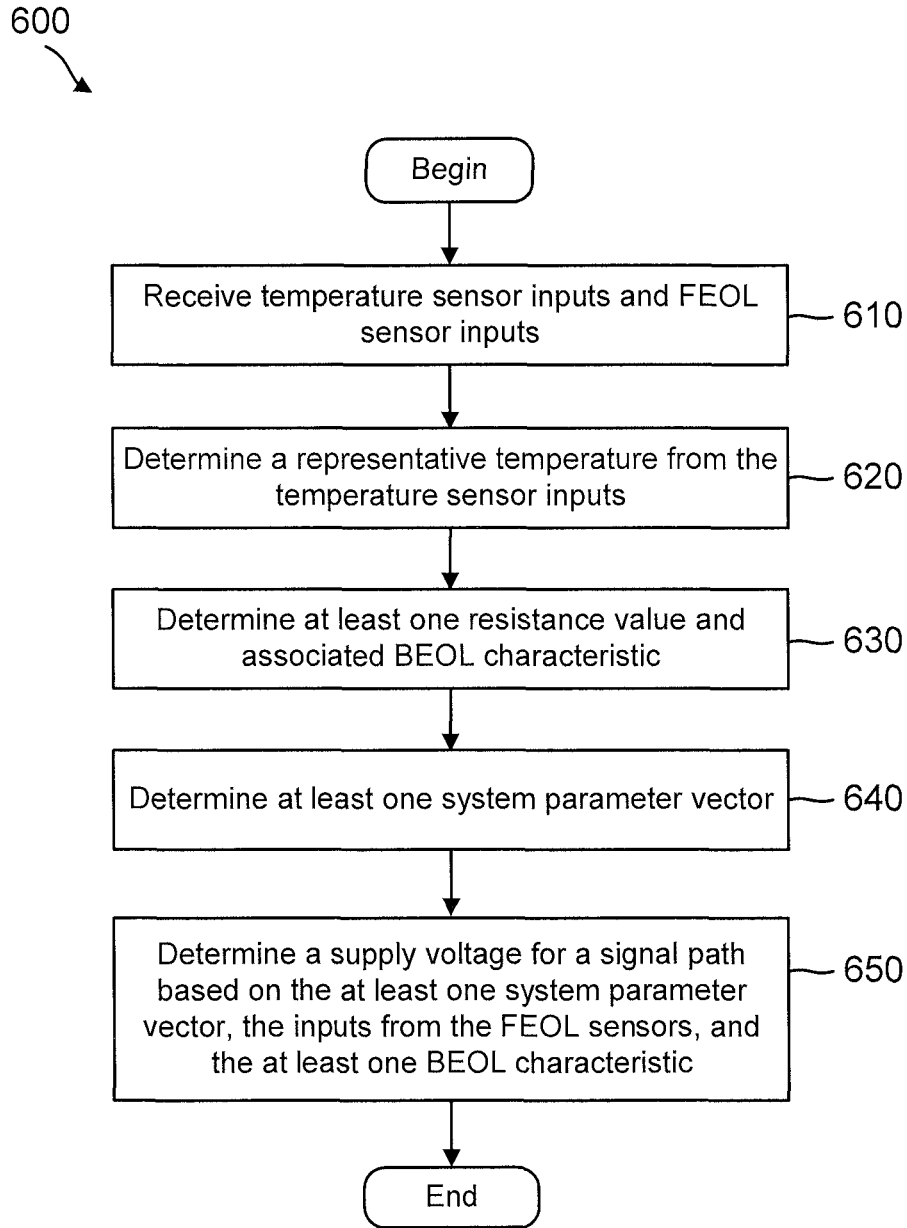 600
Begin
Receive temperature sensor inputs and FEOL
sensor inputs
610
Determine a representative temperature from the
temperature sensor inputs
620
Determine at least one resistance value and
associated BEOL characteristic
630
Determine at least one system parameter vector
640
Determine a supply voltage for a signal path
based on the at least one system parameter
vector, the inputs from the FEOL sensors, and
the at least one BEOL characteristic
650
End